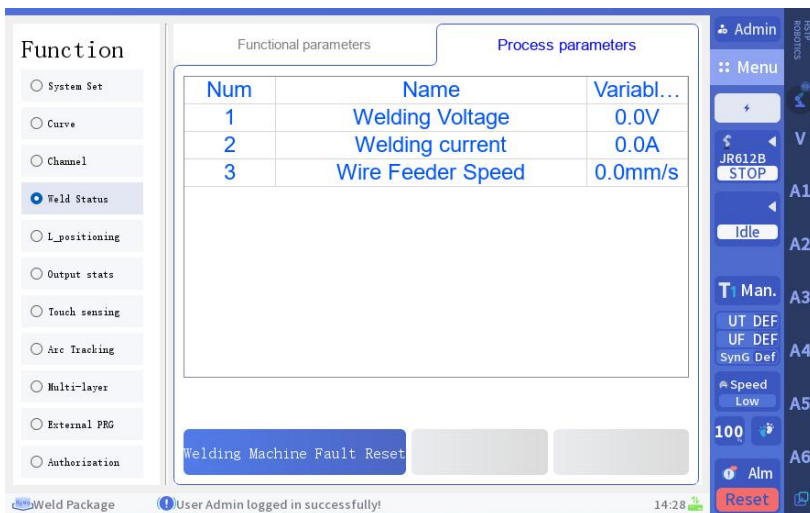 Function
System Set
Curve
Channel
Weld Status
L_positioning
Output stats
Touch sensing
Arc Tracking
Multi-layer
External PRG
Authorization
Functional parameters
Process parameters
Num Name Variabl...
1 Welding Voltage 0.0V
2 Welding current 0.0A
3 Wire Feeder Speed 0.0mm/s
Welding Machine Fault Reset
Admin
Menu
JR612B
STOP
Idle
T1 Man.
UT DEF
UF DEF
SynG Def
Speed
Low
100%
Alm
Reset
HSTP
ROBOTICS
V
A1
A2
A3
A4
A5
A6
Weld Package
User Admin logged in successfully!
14:28